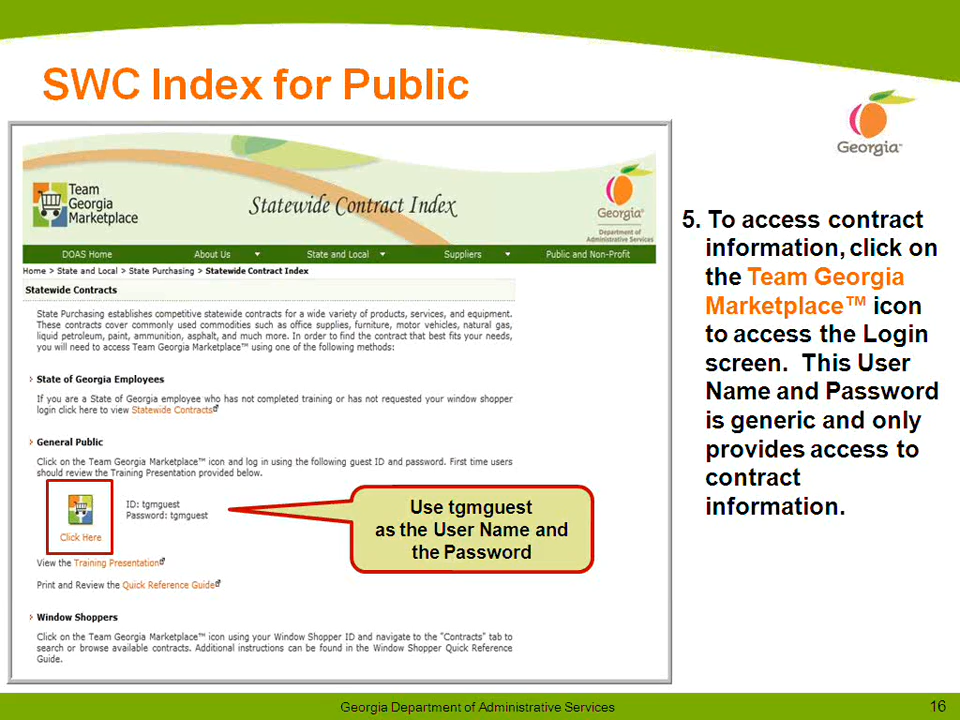 SWC Index for Public
Georgia™
Team
Georgia
Marketplace
Statewide Contract Index
Georgia®
Department of
Administrative Services
DOAS Home About Us State and Local Suppliers Public and Non-Profit
Home > State and Local > State Purchasing > Statewide Contract Index
Statewide Contracts
State Purchasing establishes competitive statewide contracts for a wide variety of products, services, and equipment.
These contracts cover commonly used commodities such as office supplies, furniture, motor vehicles, natural gas,
liquid petroleum, paint, ammunition, asphalt, and much more. In order to find the contract that best fits your needs,
you will need to access Team Georgia Marketplace™ using one of the following methods:
State of Georgia Employees
If you are a State of Georgia employee who has not completed training or has not requested your window shopper
login click here to view Statewide Contracts
General Public
Click on the Team Georgia Marketplace™ icon and log in using the following guest ID and password. First time users
should review the Training Presentation provided below.
Click Here
ID: tgmguest
Password: tgmguest
Use tgmguest
as the User Name and
the Password
View the Training Presentation
Print and Review the Quick Reference Guide
Window Shoppers
Click on the Team Georgia Marketplace™ icon using your Window Shopper ID and navigate to the "Contracts" tab to
search or browse available contracts. Additional instructions can be found in the Window Shopper Quick Reference
Guide.
5. To access contract
information, click on
the Team Georgia
Marketplace™ icon
to access the Login
screen. This User
Name and Password
is generic and only
provides access to
contract
information.
Georgia Department of Administrative Services
16